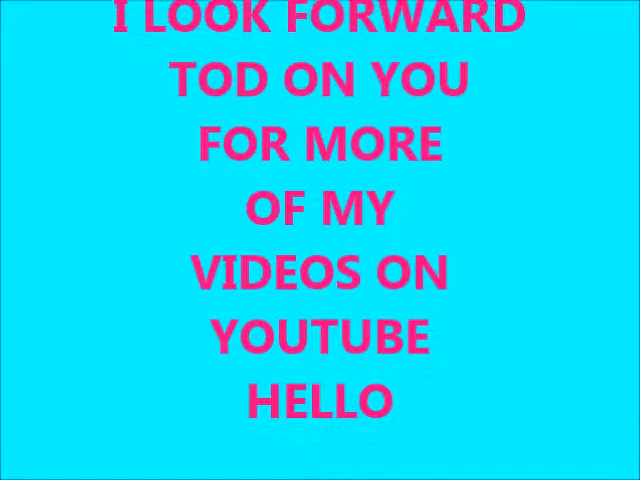 I LOOK FORWARD
TOD ON YOU
FOR MORE
OF MY
VIDEOS ON
YOUTUBE
HELLO